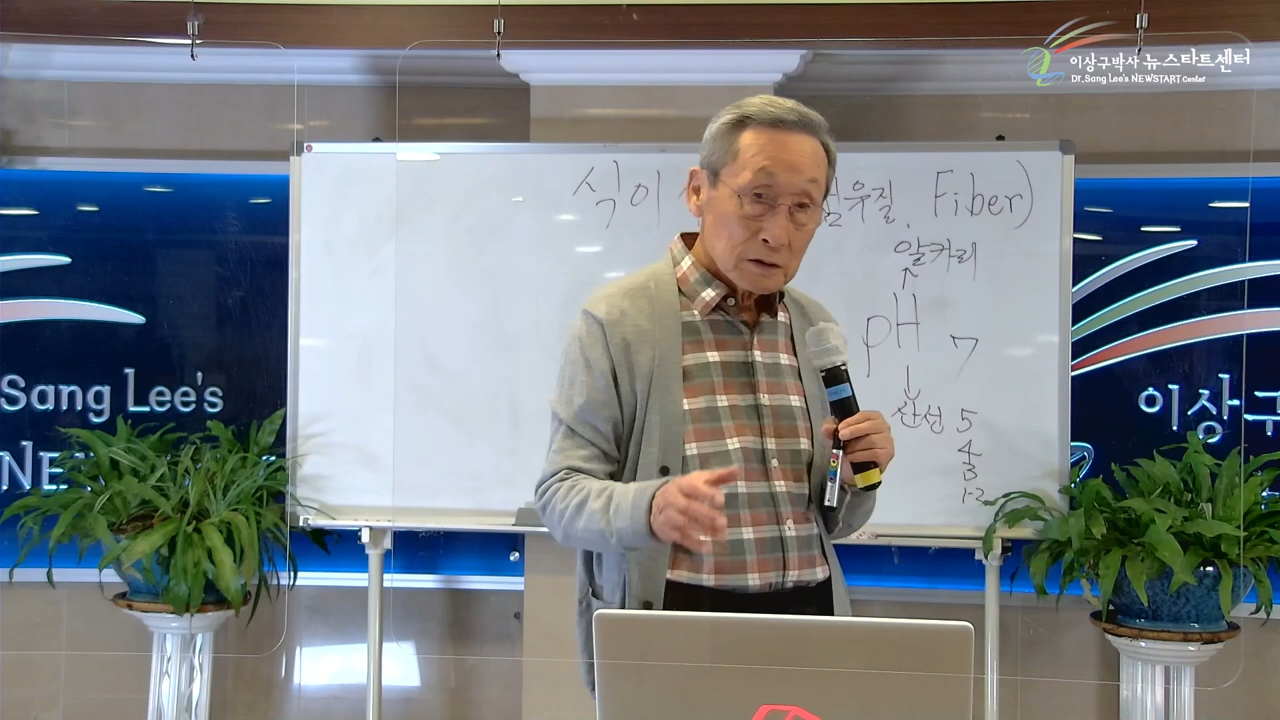 이상구박사 뉴스타트센터
Dr. Sang Lee's NEWSTART Center
식이 섬유질, Fiber)
알카리
↑
pH 7
↓
산성 5
4
3
1-2
Sang Lee's
이상구